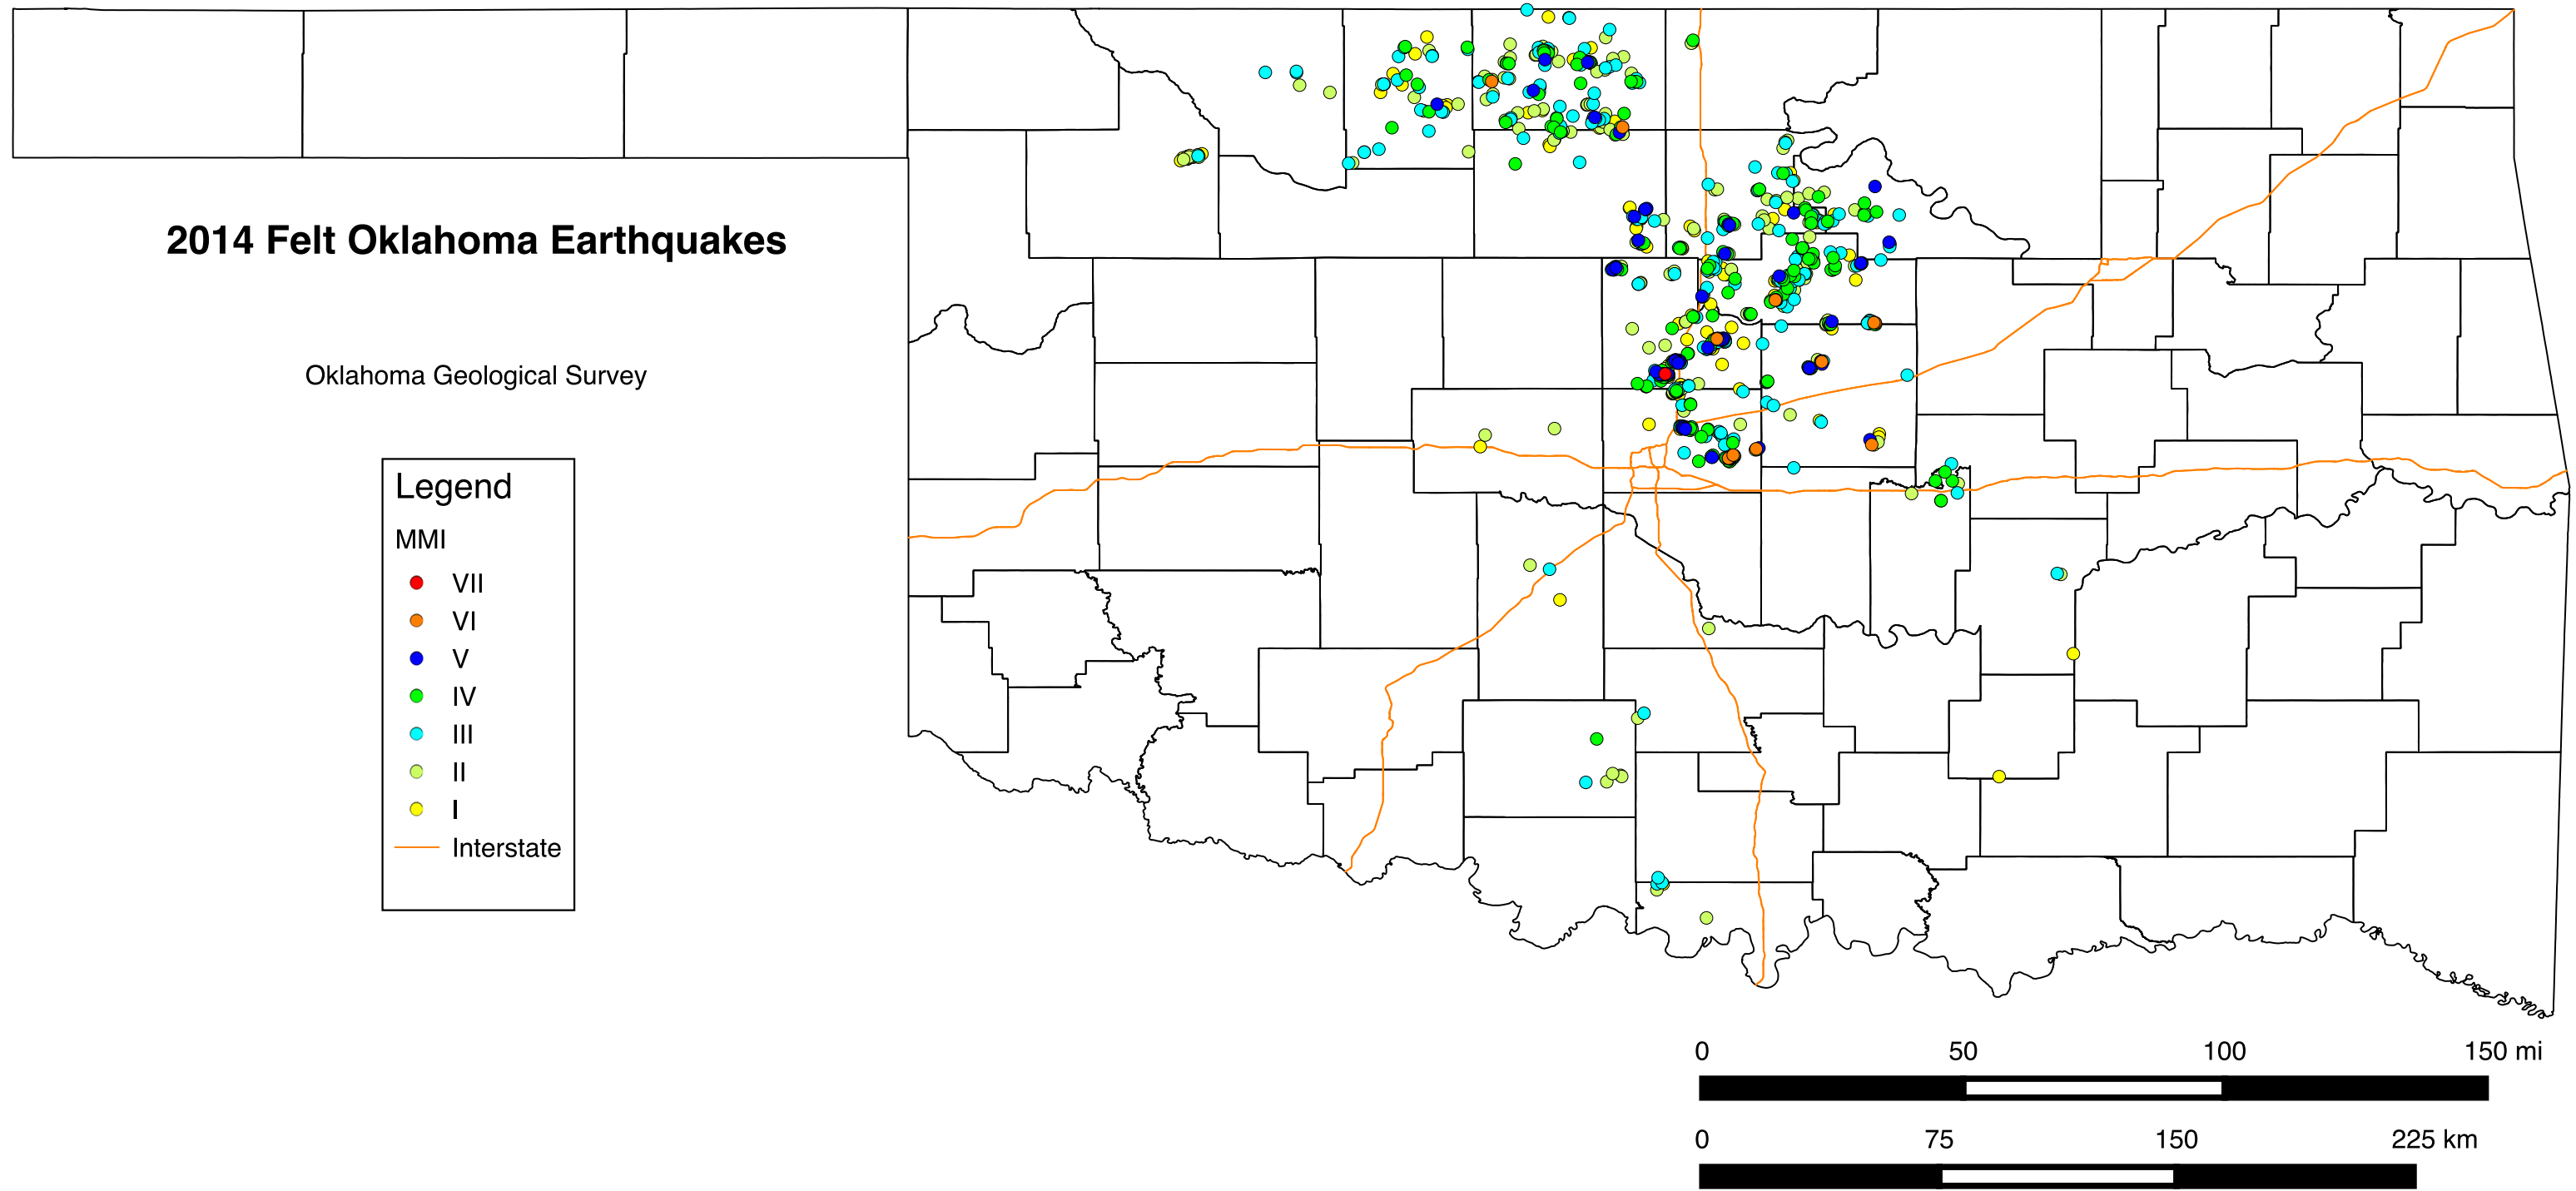 2014 Felt Oklahoma Earthquakes
Oklahoma Geological Survey
Legend
MMI
VII
VI
V
IV
III
II
I
Interstate
0 50 100 150 mi
0 75 150 225 km